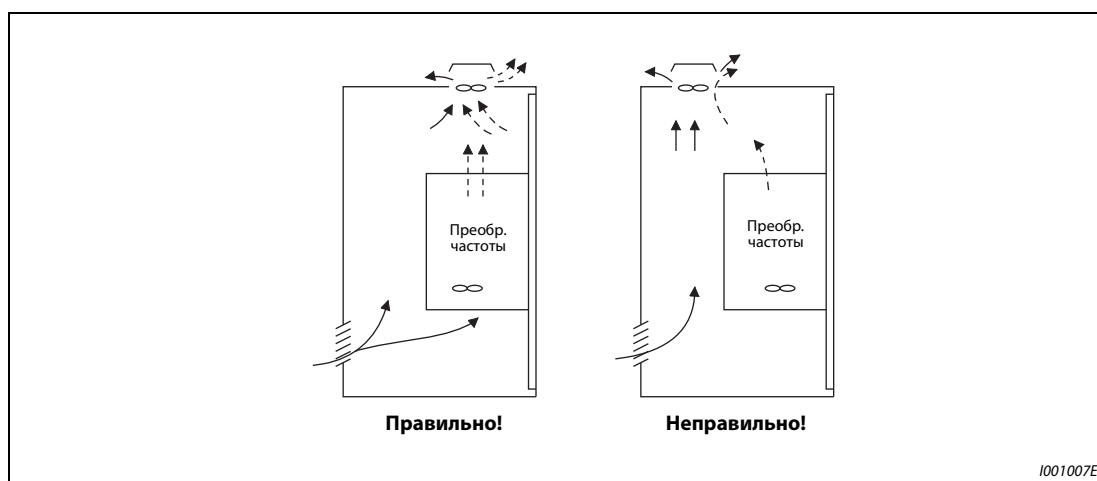 Преобр.
частоты
Преобр.
частоты
Правильно!
Неправильно!
I001007E